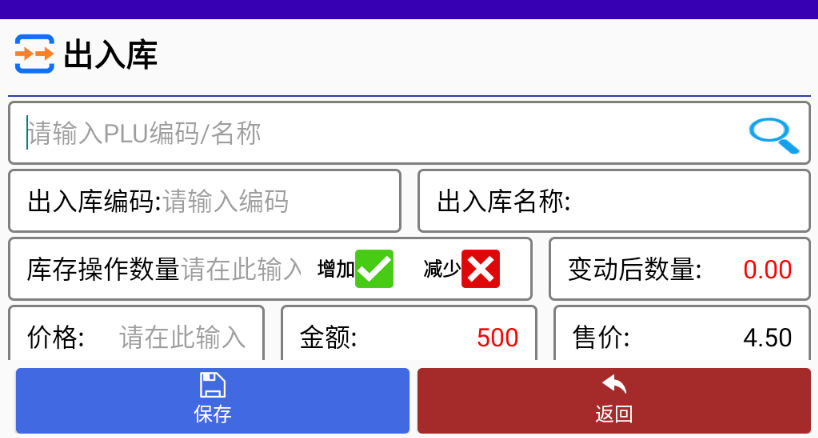 出入库
请输入PLU编码/名称
出入库编码:请输入编码 出入库名称:
库存操作数量请在此输入 增加 减少 变动后数量: 0.00
价格: 请在此输入 金额: 500 售价: 4.50
保存 返回